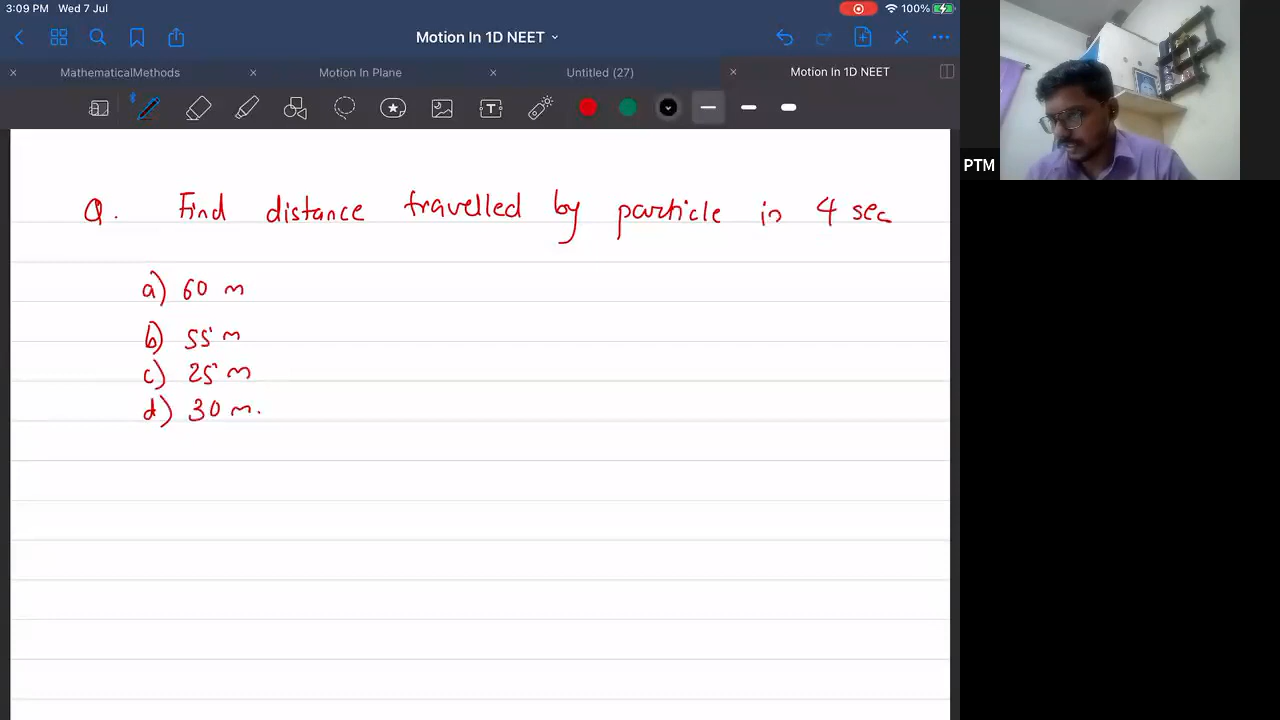 3:09 PM Wed 7 Jul
100%
Motion In 1D NEET
MathematicalMethods
Motion In Plane
Untitled (27)
Motion In 1D NEET
T
PTM
Q. Find distance travelled by particle in 4 sec
a) 60 m
b) 55 m
c) 25 m
d) 30 m.